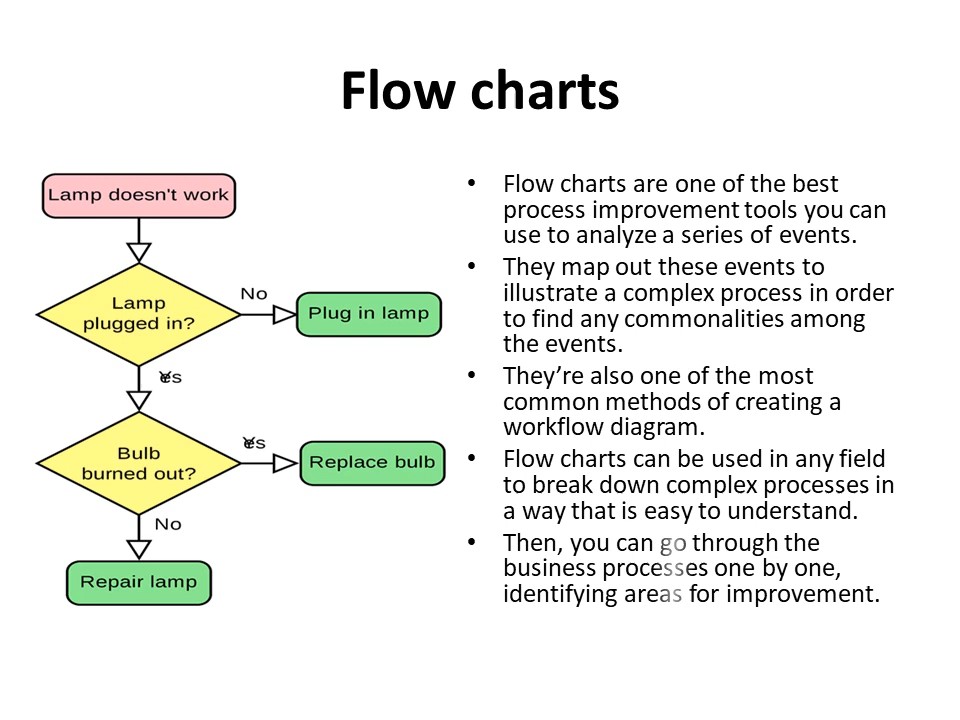 Flow charts
Lamp doesn't work
Lamp
plugged in?
No
Plug in lamp
Yes
Bulb
burned out?
Yes
Replace bulb
No
Repair lamp
• Flow charts are one of the best
process improvement tools you can
use to analyze a series of events.
• They map out these events to
illustrate a complex process in order
to find any commonalities among
the events.
• They’re also one of the most
common methods of creating a
workflow diagram.
• Flow charts can be used in any field
to break down complex processes in
a way that is easy to understand.
• Then, you can go through the
business processes one by one,
identifying areas for improvement.